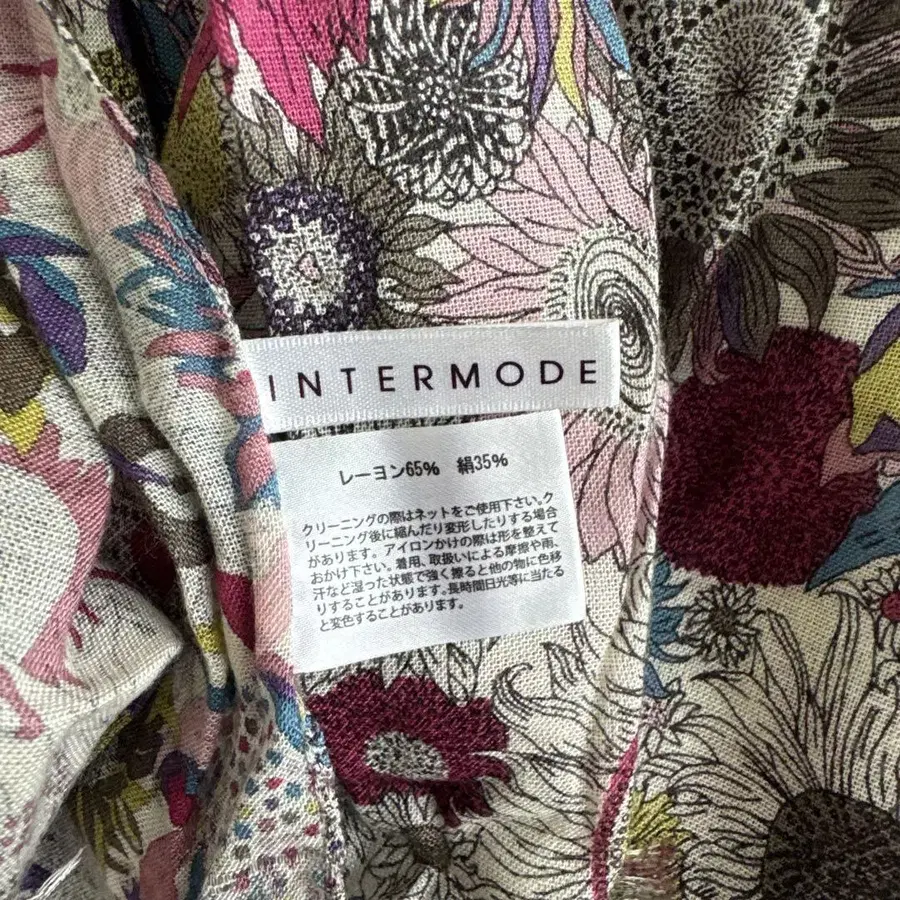 INTERMODE
レーヨン65% 絹35%
クリーニングの際はネットをご使用下さい。ク
リーニング後に縮んだり変形したりする場合
があります。アイロンかけの際は形を整えて
おかけ下さい。着用、取扱いによる摩擦や雨、
汗など湿った状態で強く擦ると他の物に色移
りすることがあります。長時間日光等に当たる
と変色することがあります。